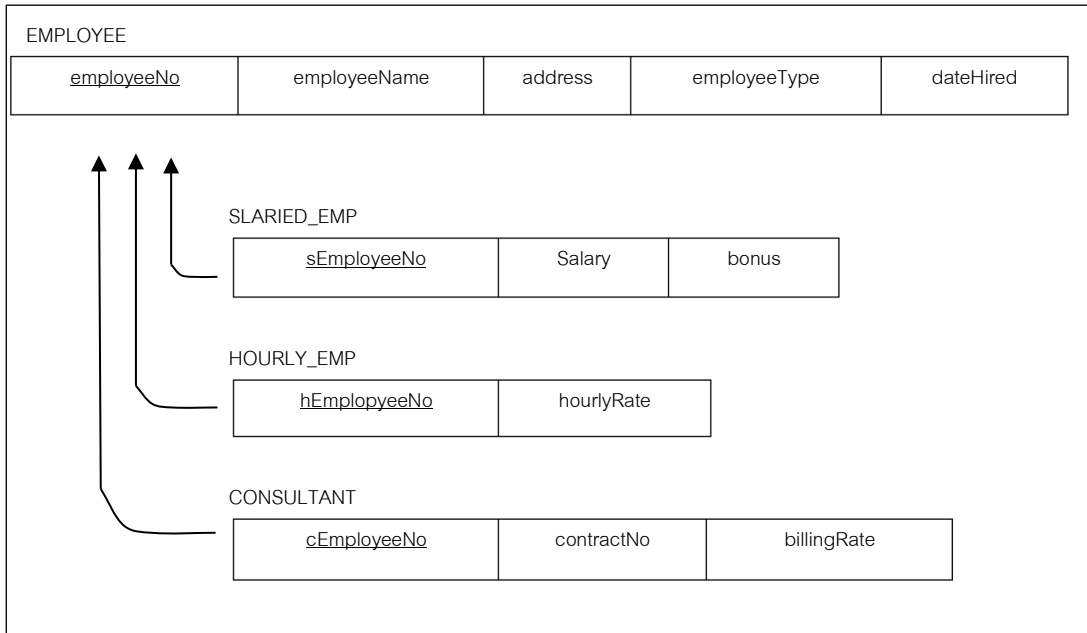 EMPLOYEE
employeeNo employeeName address employeeType dateHired
SLARIED_EMP
sEmployeeNo Salary bonus
HOURLY_EMP
hEmplopyeeNo hourlyRate
CONSULTANT
cEmployeeNo contractNo billingRate